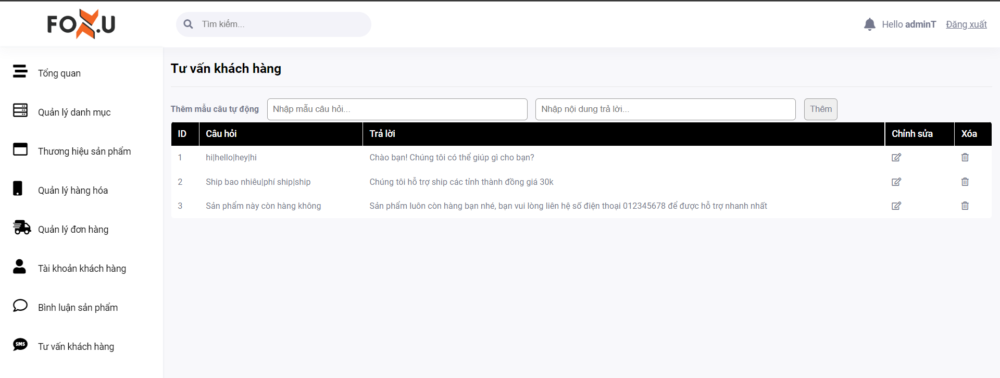 FOX.U
Tìm kiếm...
Hello adminT Đăng xuất
Tổng quan
Quản lý danh mục
Thương hiệu sản phẩm
Quản lý hàng hóa
Quản lý đơn hàng
Tài khoản khách hàng
Bình luận sản phẩm
SMS
Tư vấn khách hàng
Tư vấn khách hàng
Thêm mẫu câu tự động Nhập mẫu câu hỏi... Nhập nội dung trả lời... Thêm
ID Câu hỏi Trả lời Chỉnh sửa Xóa
1 hi|hello|hey|hi Chào bạn! Chúng tôi có thể giúp gì cho bạn?
2 Ship bao nhiêu|phí ship|ship Chúng tôi hỗ trợ ship các tỉnh thành đồng giá 30k
3 Sản phẩm này còn hàng không Sản phẩm luôn còn hàng bạn nhé, bạn vui lòng liên hệ số điện thoại 012345678 để được hỗ trợ nhanh nhất